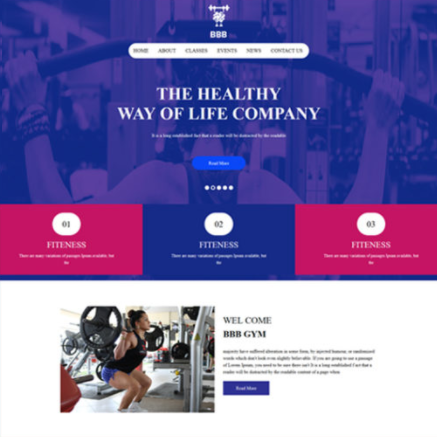 BBB
HOME ABOUT CLASSES EVENTS NEWS CONTACT US
THE HEALTHY
WAY OF LIFE COMPANY
It is a long established fact that a reader will be distracted by the readable
Read More
01 02 03
FITENESS FITENESS FITENESS
There are many variations of passages Ipsum available, but There are many variations of passages Ipsum available, but There are many variations of passages Ipsum available, but
the the the
WEL COME
BBB GYM
majority have suffered alteration in some form, by injected humour, or randomised
words which don't look even slightly believable. If you are going to use a passage
of Lorem Ipsum, you need to be sure there isn't It is a long established fact that a
reader will be distracted by the readable content of a page when
Read More